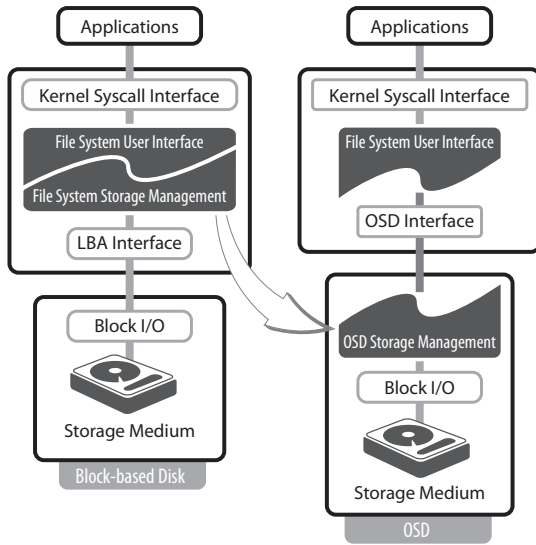 Applications
Kernel Syscall Interface
File System User Interface
File System Storage Management
LBA Interface
Block I/O
Storage Medium
Block-based Disk
Applications
Kernel Syscall Interface
File System User Interface
OSD Interface
OSD Storage Management
Block I/O
Storage Medium
OSD